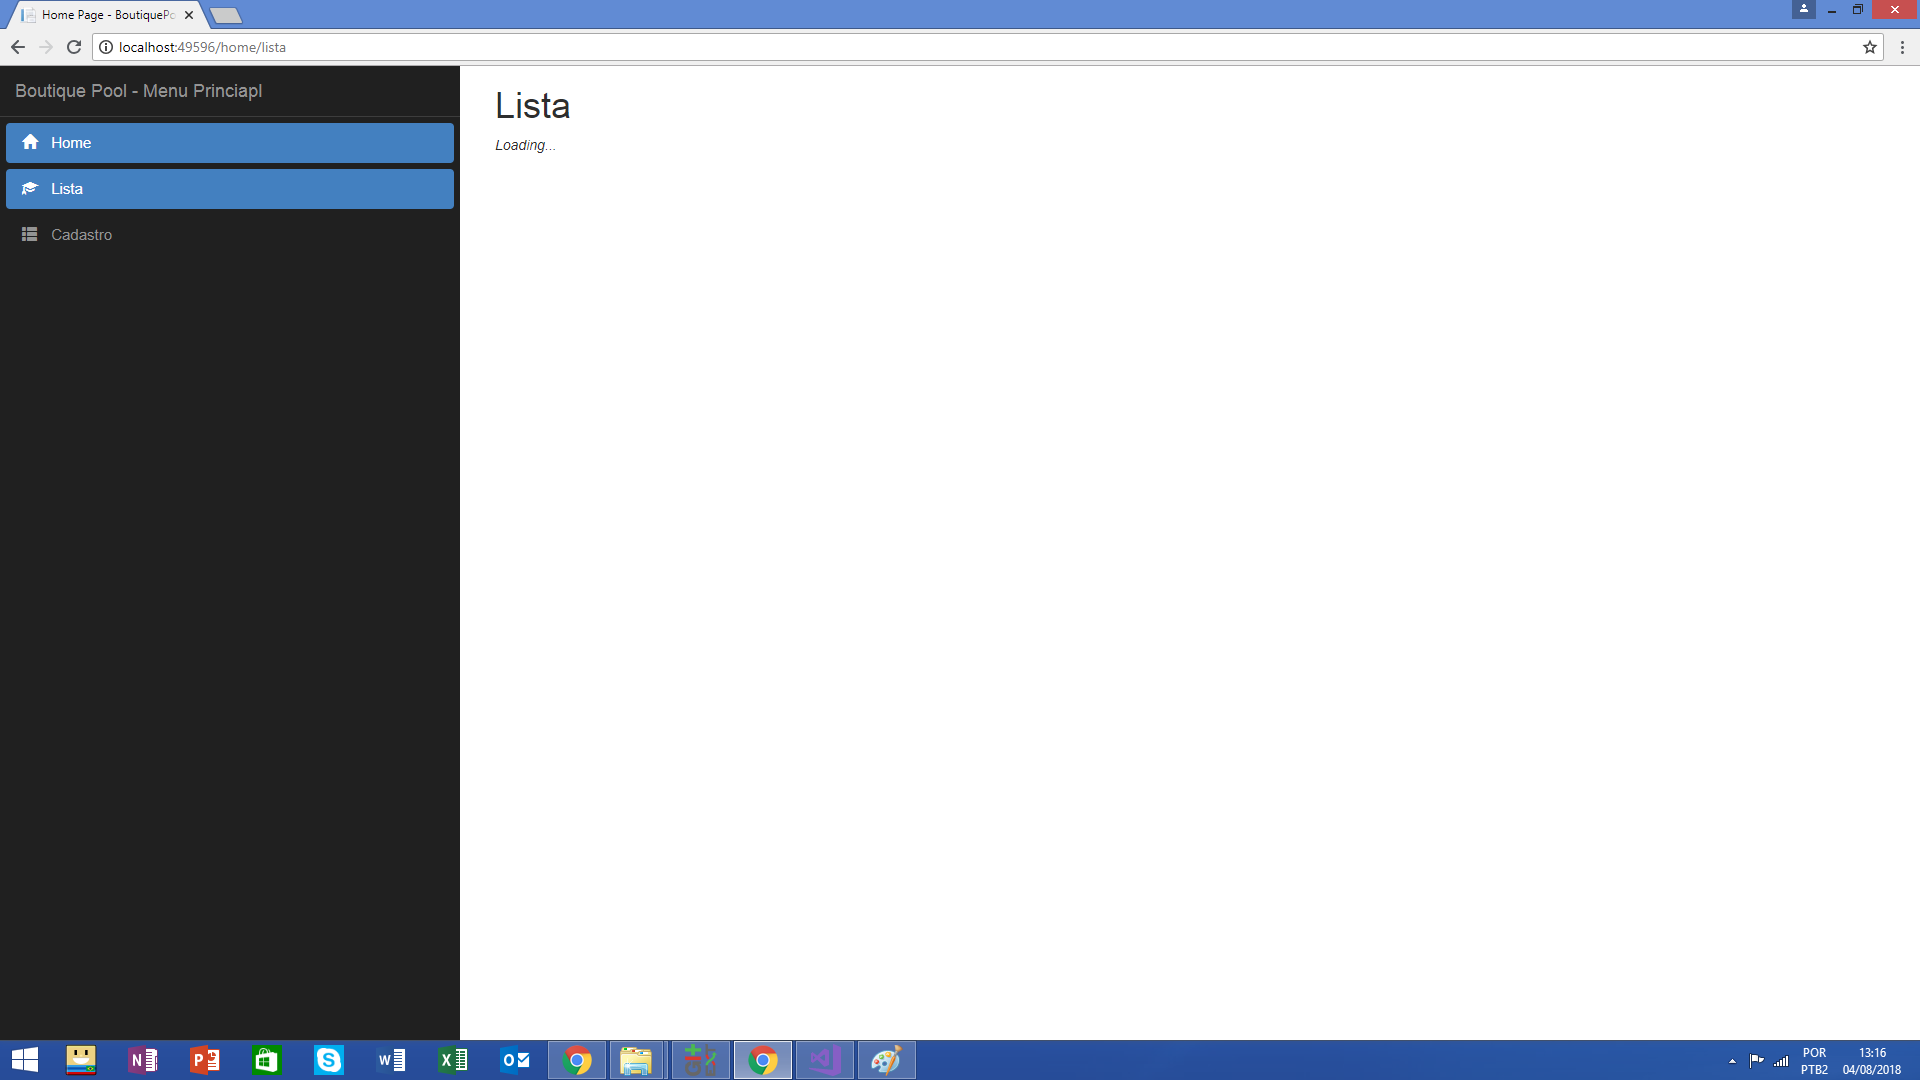 Home Page - BoutiquePo
localhost:49596/home/lista
Boutique Pool - Menu Princiapl
Home
Lista
Cadastro
Lista
Loading...
POR
PTB2
13:16
04/08/2018